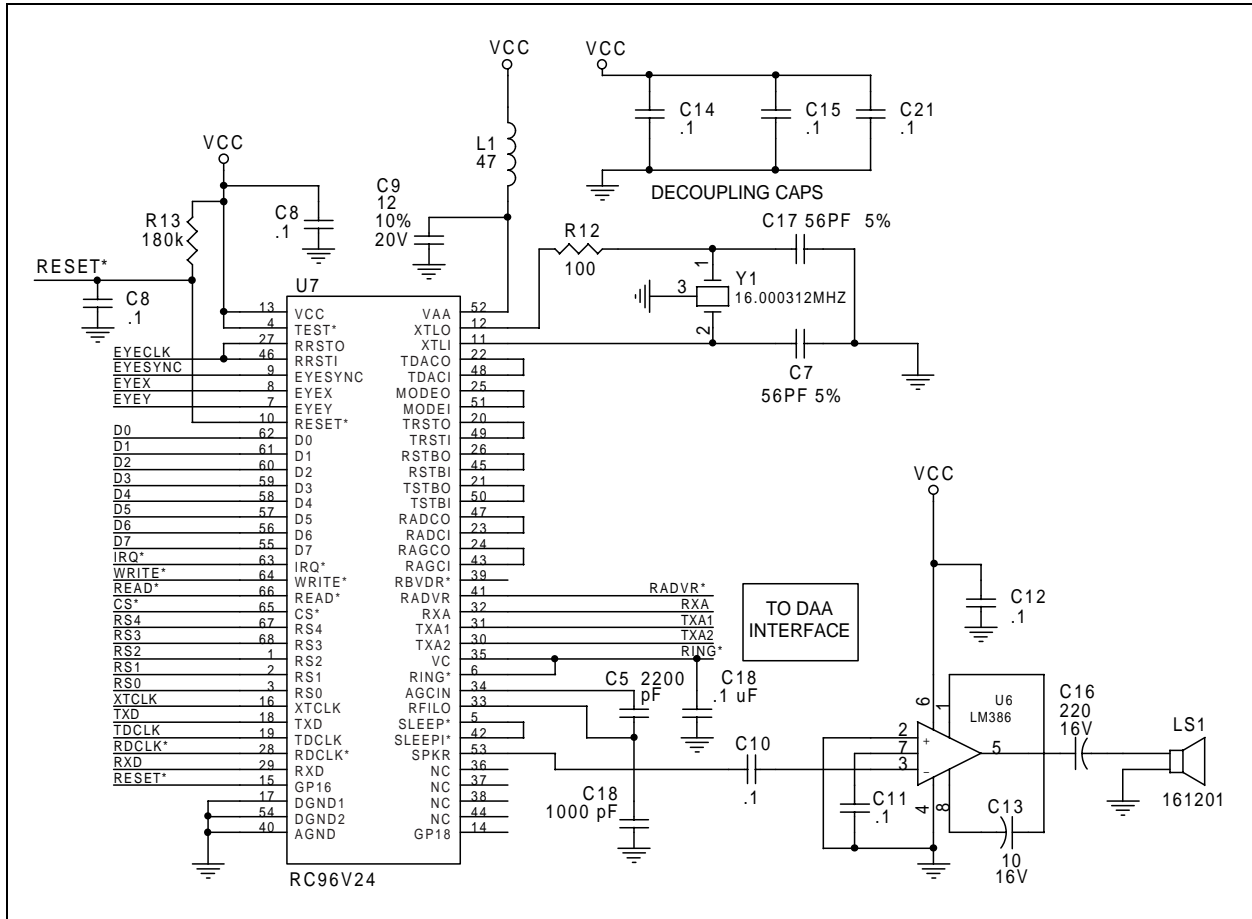 VCC
VCC
VCC
C14
.1
C15
.1
C21
.1
DECOUPLING CAPS
L1
47
C9
12
10%
20V
R13
180k
C8
.1
RESET*
C8
.1
R12
100
C17 56PF 5%
1
3
2
Y1
16.000312MHZ
C7
56PF 5%
U7
13 VCC
4 TEST*
27 RRSTO
EYECLK 46 RRSTI
EYESYNC 9 EYESYNC
EYEX 8 EYEX
EYEY 7 EYEY
10 RESET*
D0 62 D0
D1 61 D1
D2 60 D2
D3 59 D3
D4 58 D4
D5 57 D5
D6 56 D6
D7 55 D7
IRQ* 63 IRQ*
WRITE* 64 WRITE*
READ* 66 READ*
CS* 65 CS*
RS4 67 RS4
RS3 68 RS3
RS2 1 RS2
RS1 2 RS1
RS0 3 RS0
XTCLK 16 XTCLK
TXD 18 TXD
TDCLK 19 TDCLK
RDCLK* 28 RDCLK*
RXD 29 RXD
RESET* 15 GP16
17 DGND1
54 DGND2
40 AGND
VAA 52
XTLO 12
XTLI 11
TDACO 22
TDACI 48
MODEO 25
MODEI 51
TRSTO 20
TRSTI 49
RSTBO 26
RSTBI 45
TSTBO 21
TSTBI 50
RADCO 47
RADCI 23
RAGCO 24
RAGCI 43
RBVDR* 39
RADVR 41 RADVR*
RXA 32 RXA
TXA1 31 TXA1
TXA2 30 TXA2
VC 35 RING*
RING* 6
AGCIN 34
RFILO 33
SLEEP* 5
SLEEPI* 42
SPKR 53
NC 36
NC 37
NC 38
NC 44
GP18 14
RC96V24
TO DAA
INTERFACE
C5 2200
pF
C18
.1 uF
C18
1000 pF
C10
.1
VCC
C12
.1
6
1
U6
LM386
2
7
3
+
-
5
4
8
C11
.1
C13
10
16V
C16
220
16V
LS1
161201